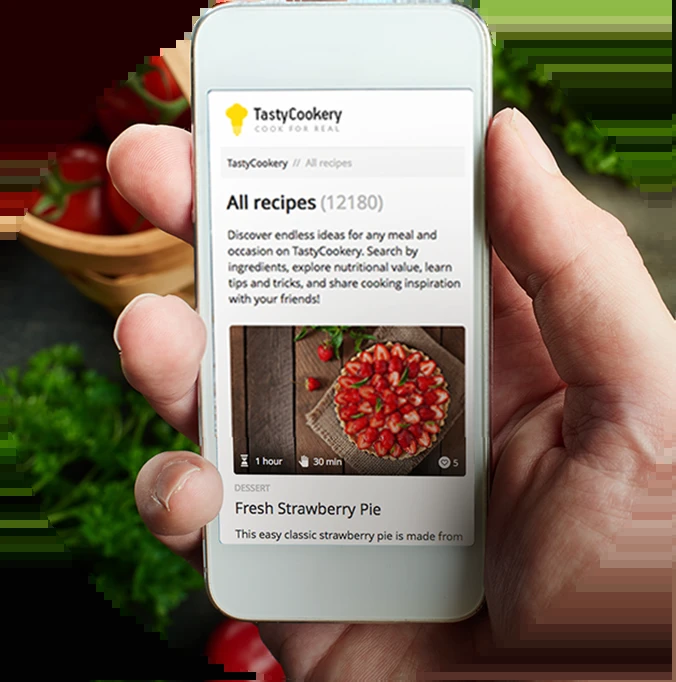 TastyCookery
COOK FOR REAL
TastyCookery // All recipes
All recipes (12180)
Discover endless ideas for any meal and
occasion on TastyCookery. Search by
ingredients, explore nutritional value, learn
tips and tricks, and share cooking inspiration
with your friends!
1 hour 30 min 5
DESSERT
Fresh Strawberry Pie
This easy classic strawberry pie is made from